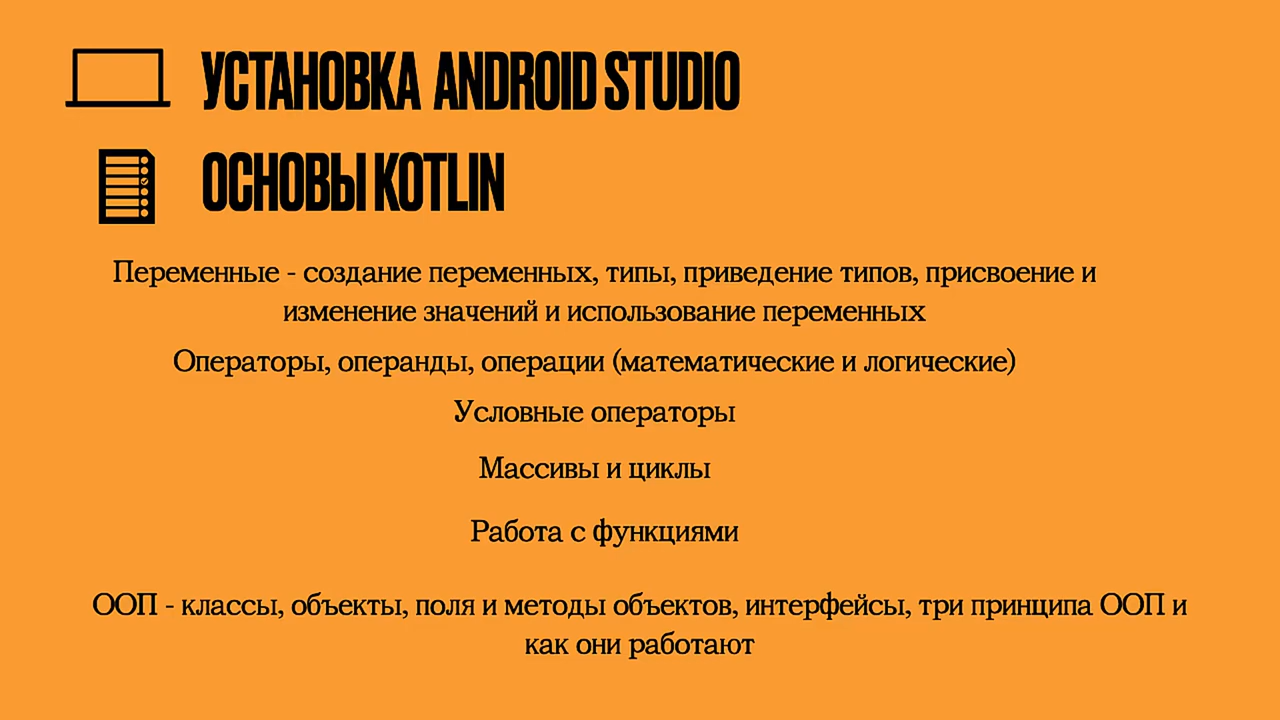 УСТАНОВКА ANDROID STUDIO
ОСНОВЫ KOTLIN
Переменные - создание переменных, типы, приведение типов, присвоение и
изменение значений и использование переменных
Операторы, операнды, операции (математические и логические)
Условные операторы
Массивы и циклы
Работа с функциями
ООП - классы, объекты, поля и методы объектов, интерфейсы, три принципа ООП и
как они работают